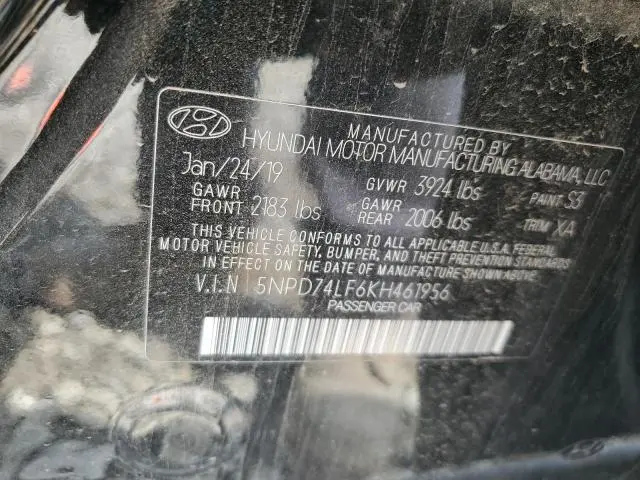 MANUFACTURED BY
HYUNDAI MOTOR MANUFACTURING ALABAMA, LLC
Jan/24/19 GVWR 3924 lbs PAINT S3
GAWR FRONT 2183 lbs GAWR REAR 2006 lbs TRIM XA
THIS VEHICLE CONFORMS TO ALL APPLICABLE U.S.A. FEDERAL
MOTOR VEHICLE SAFETY, BUMPER, AND THEFT PREVENTION STANDARDS
IN EFFECT ON THE DATE OF MANUFACTURE SHOWN ABOVE.
V.I.N 5NPD74LF6KH461956
PASSENGER CAR